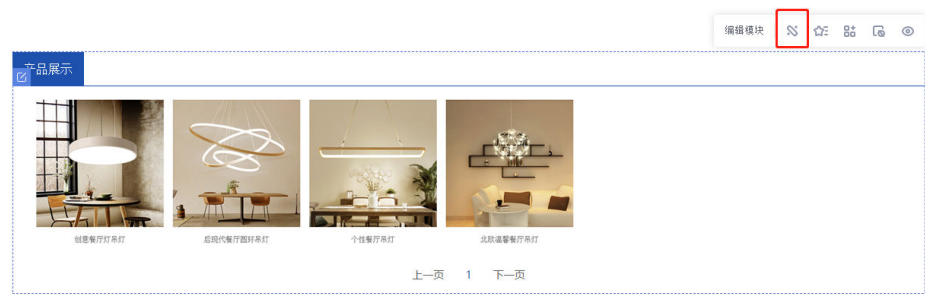 编辑模块
产品展示
创意餐厅灯吊灯
后现代餐厅圆环吊灯
个性餐厅吊灯
北欧温馨餐厅吊灯
上一页 1 下一页